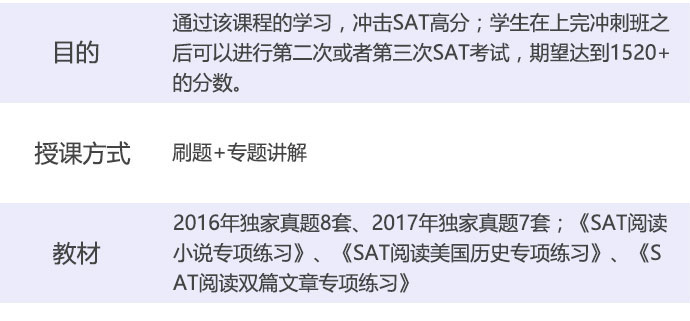 目的
通过该课程的学习，冲击SAT高分；学生在上完冲刺班之
后可以进行第二次或者第三次SAT考试，期望达到1520+
的分数。
授课方式
刷题+专题讲解
教材
2016年独家真题8套、2017年独家真题7套；《SAT阅读
小说专项练习》、《SAT阅读美国历史专项练习》、《S
AT阅读双篇文章专项练习》